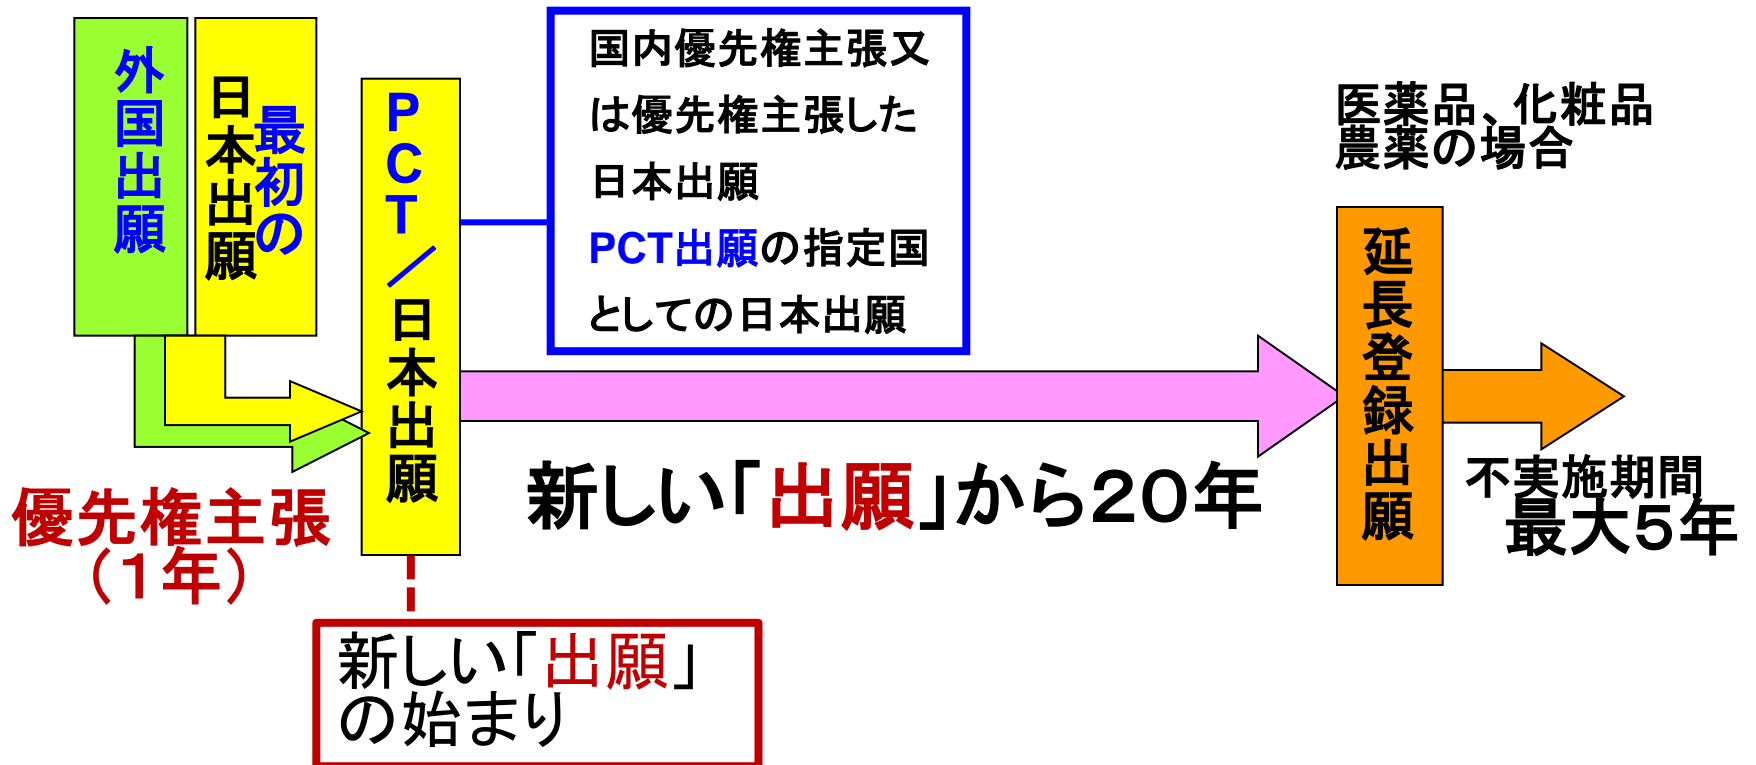 外国出願
最初の
日本出願
PCT／日本出願
国内優先権主張又
は優先権主張した
日本出願
PCT出願の指定国
としての日本出願
医薬品、化粧品
農薬の場合
延長登録出願
優先権主張
（１年）
新しい「出願」から２０年
不実施期間
最大５年
新しい「出願」
の始まり